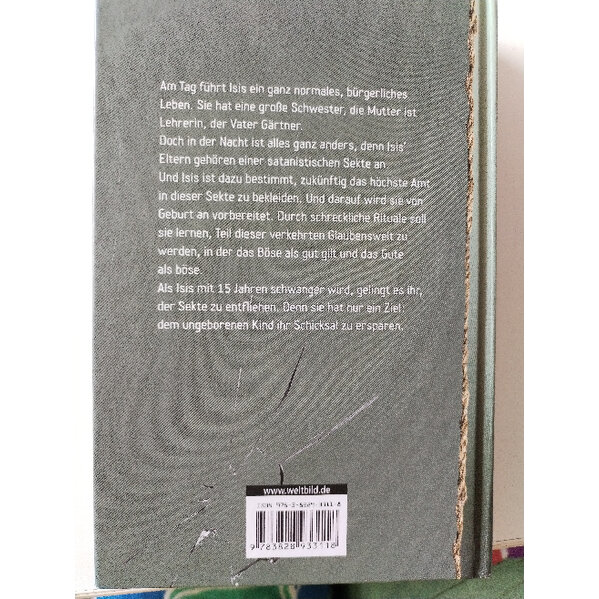 Am Tag führt Isis ein ganz normales, bürgerliches
Leben. Sie hat eine große Schwester, die Mutter ist
Lehrerin, der Vater Gärtner.
Doch in der Nacht ist alles ganz anders, denn Isis'
Eltern gehören einer satanistischen Sekte an.
Und Isis ist dazu bestimmt, zukünftig das höchste Amt
in dieser Sekte zu bekleiden. Und darauf wird sie von
Geburt an vorbereitet. Durch schreckliche Rituale soll
sie lernen, Teil dieser verkehrten Glaubenswelt zu
werden, in der das Böse als gut gilt und das Gute
als böse.
Als Isis mit 15 Jahren schwanger wird, gelingt es ihr,
der Sekte zu entfliehen. Denn sie hat nur ein Ziel:
dem ungeborenen Kind ihr Schicksal zu ersparen.
www.weltbild.de
ISBN
9 783828 933118